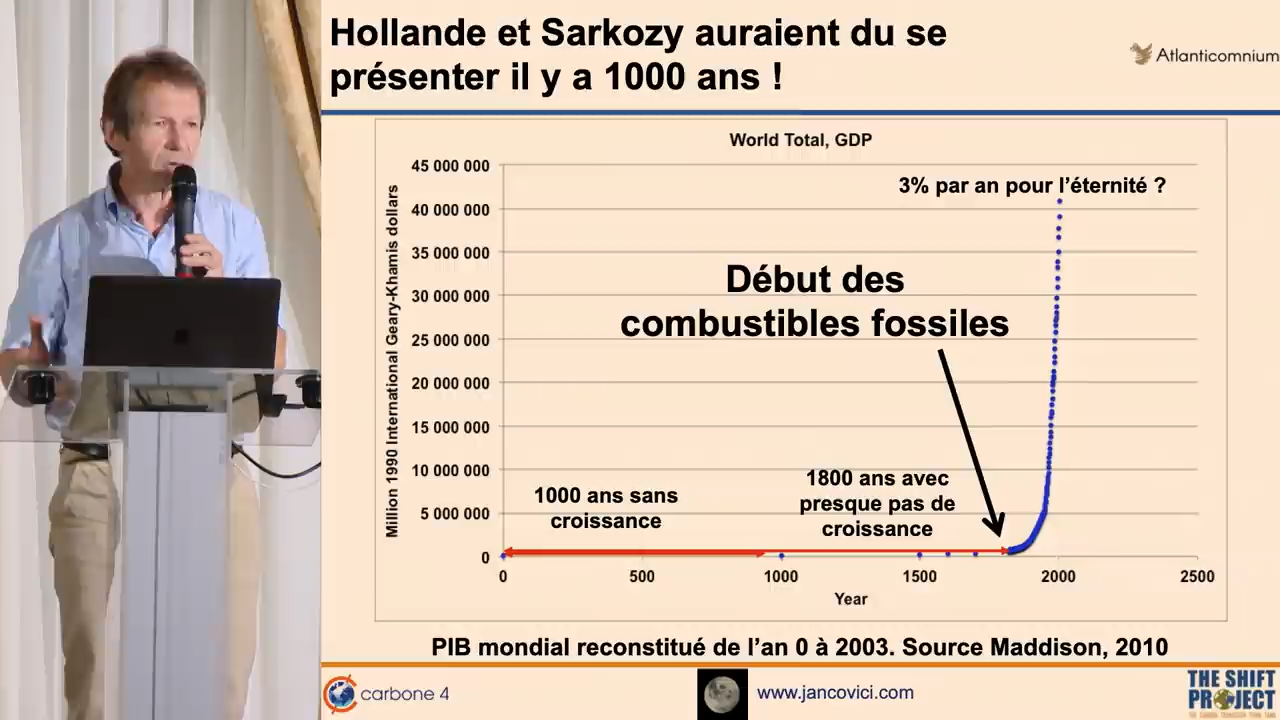 Hollande et Sarkozy auraient du se
présenter il y a 1000 ans !
Atlanticomnium
World Total, GDP
Million 1990 International Geary-Khamis dollars
45 000 000
40 000 000
35 000 000
30 000 000
25 000 000
20 000 000
15 000 000
10 000 000
5 000 000
0
3% par an pour l’éternité ?
Début des
combustibles fossiles
1000 ans sans
croissance
1800 ans avec
presque pas de
croissance
0 500 1000 1500 2000 2500
Year
PIB mondial reconstitué de l’an 0 à 2003. Source Maddison, 2010
carbone 4
www.jancovici.com
THE SHIFT
PROJECT